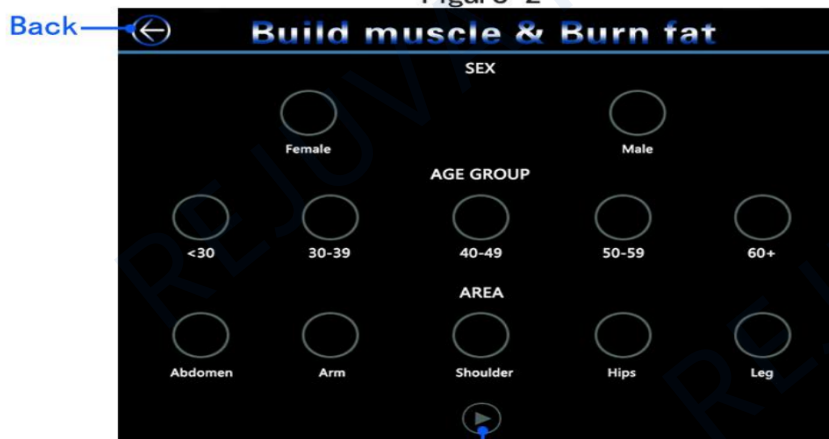 Figure 2
Back
Build muscle & Burn fat
SEX
Female Male
AGE GROUP
<30 30-39 40-49 50-59 60+
AREA
Abdomen Arm Shoulder Hips Leg